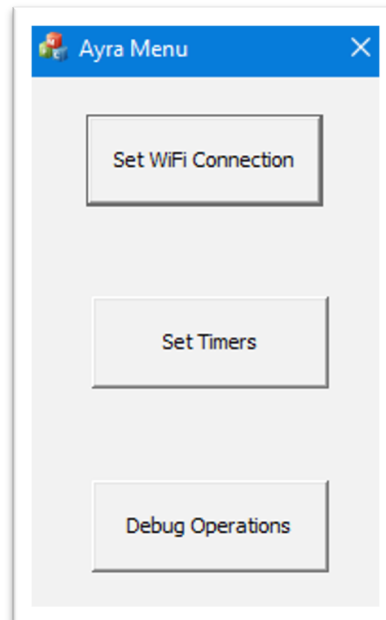 Ayra Menu
Set WiFi Connection
Set Timers
Debug Operations